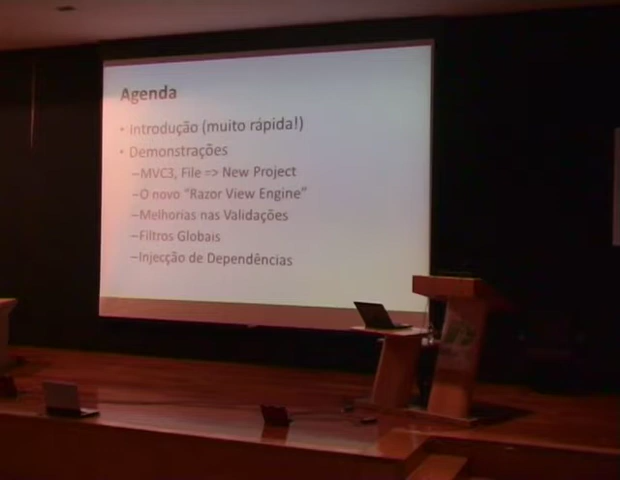 Agenda
• Introdução (muito rápida!)
• Demonstrações
–MVC3, File => New Project
–O novo “Razor View Engine”
–Melhorias nas Validações
–Filtros Globais
–Injecção de Dependências